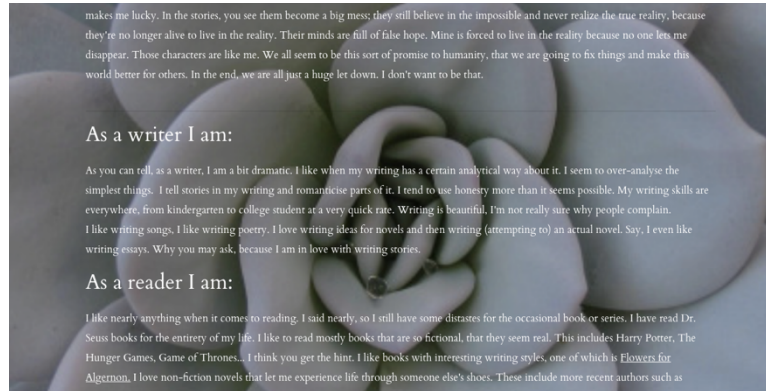 makes me lucky. In the stories, you see them become a big mess; they still believe in the impossible and never realize the true reality, because
they're no longer alive to live in the reality. Their minds are full of false hope. Mine is forced to live in the reality because no one lets me
disappear. Those characters are like me. We all seem to be this sort of promise to humanity, that we are going to fix things and make this
world better for others. In the end, we are all just a huge let down. I don't want to be that.
As a writer I am:
As you can tell, as a writer, I am a bit dramatic. I like when my writing has a certain analytical way about it. I seem to over-analyse the
simplest things. I tell stories in my writing and romanticise parts of it. I tend to use honesty more than it seems possible. My writing skills are
everywhere, from kindergarten to college student at a very quick rate. Writing is beautiful, I'm not really sure why people complain.
I like writing songs, I like writing poetry. I love writing ideas for novels and then writing (attempting to) an actual novel. Say, I even like
writing essays. Why you may ask, because I am in love with writing stories.
As a reader I am:
I like nearly anything when it comes to reading. I said nearly, so I still have some distastes for the occasional book or series. I have read Dr.
Seuss books for the entirety of my life. I like to read mostly books that are so fictional, that they seem real. This includes Harry Potter, The
Hunger Games, Game of Thrones... I think you get the hint. I like books with interesting writing styles, one of which is Flowers for
Algernon. I love non-fiction novels that let me experience life through someone else's shoes. These include more recent authors such as